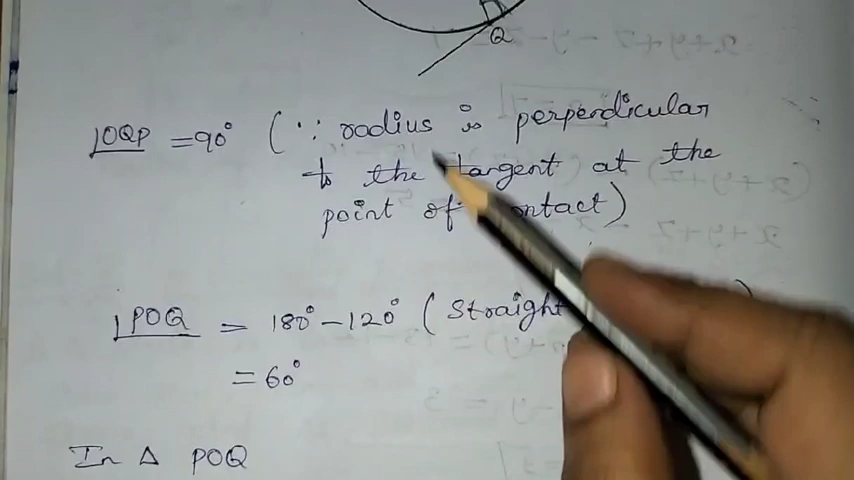 Q
∠OQP = 90° (∵ radius is perpendicular
to the tangent at the
point of contact)
∠POQ = 180° - 120° (Straight
= 60°
In Δ POQ